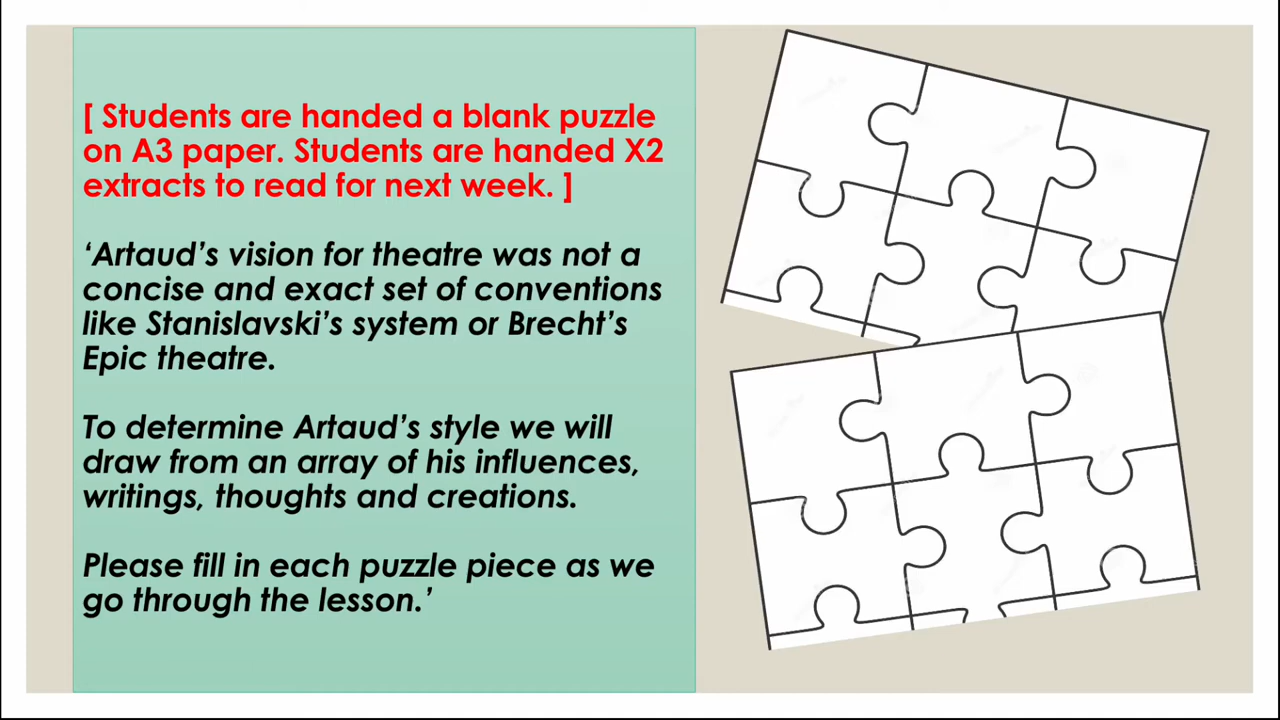 [ Students are handed a blank puzzle
on A3 paper. Students are handed X2
extracts to read for next week. ]
‘Artaud’s vision for theatre was not a
concise and exact set of conventions
like Stanislavski’s system or Brecht’s
Epic theatre.
To determine Artaud’s style we will
draw from an array of his influences,
writings, thoughts and creations.
Please fill in each puzzle piece as we
go through the lesson.’